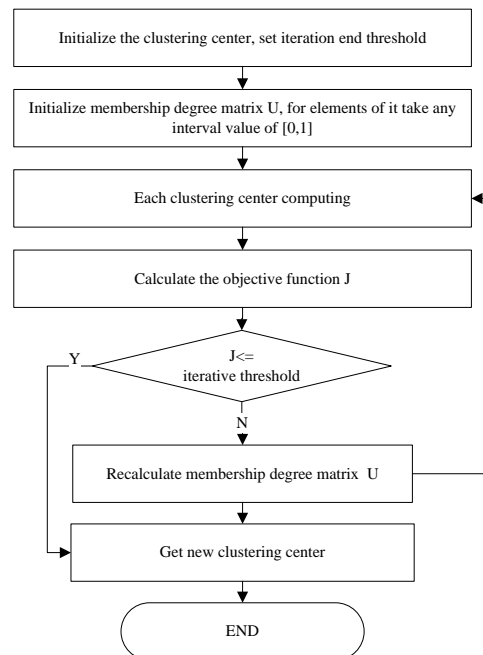 Initialize the clustering center, set iteration end threshold
Initialize membership degree matrix U, for elements of it take any
interval value of [0,1]
Each clustering center computing
Calculate the objective function J
J<=
iterative threshold
Y
N
Recalculate membership degree matrix U
Get new clustering center
END